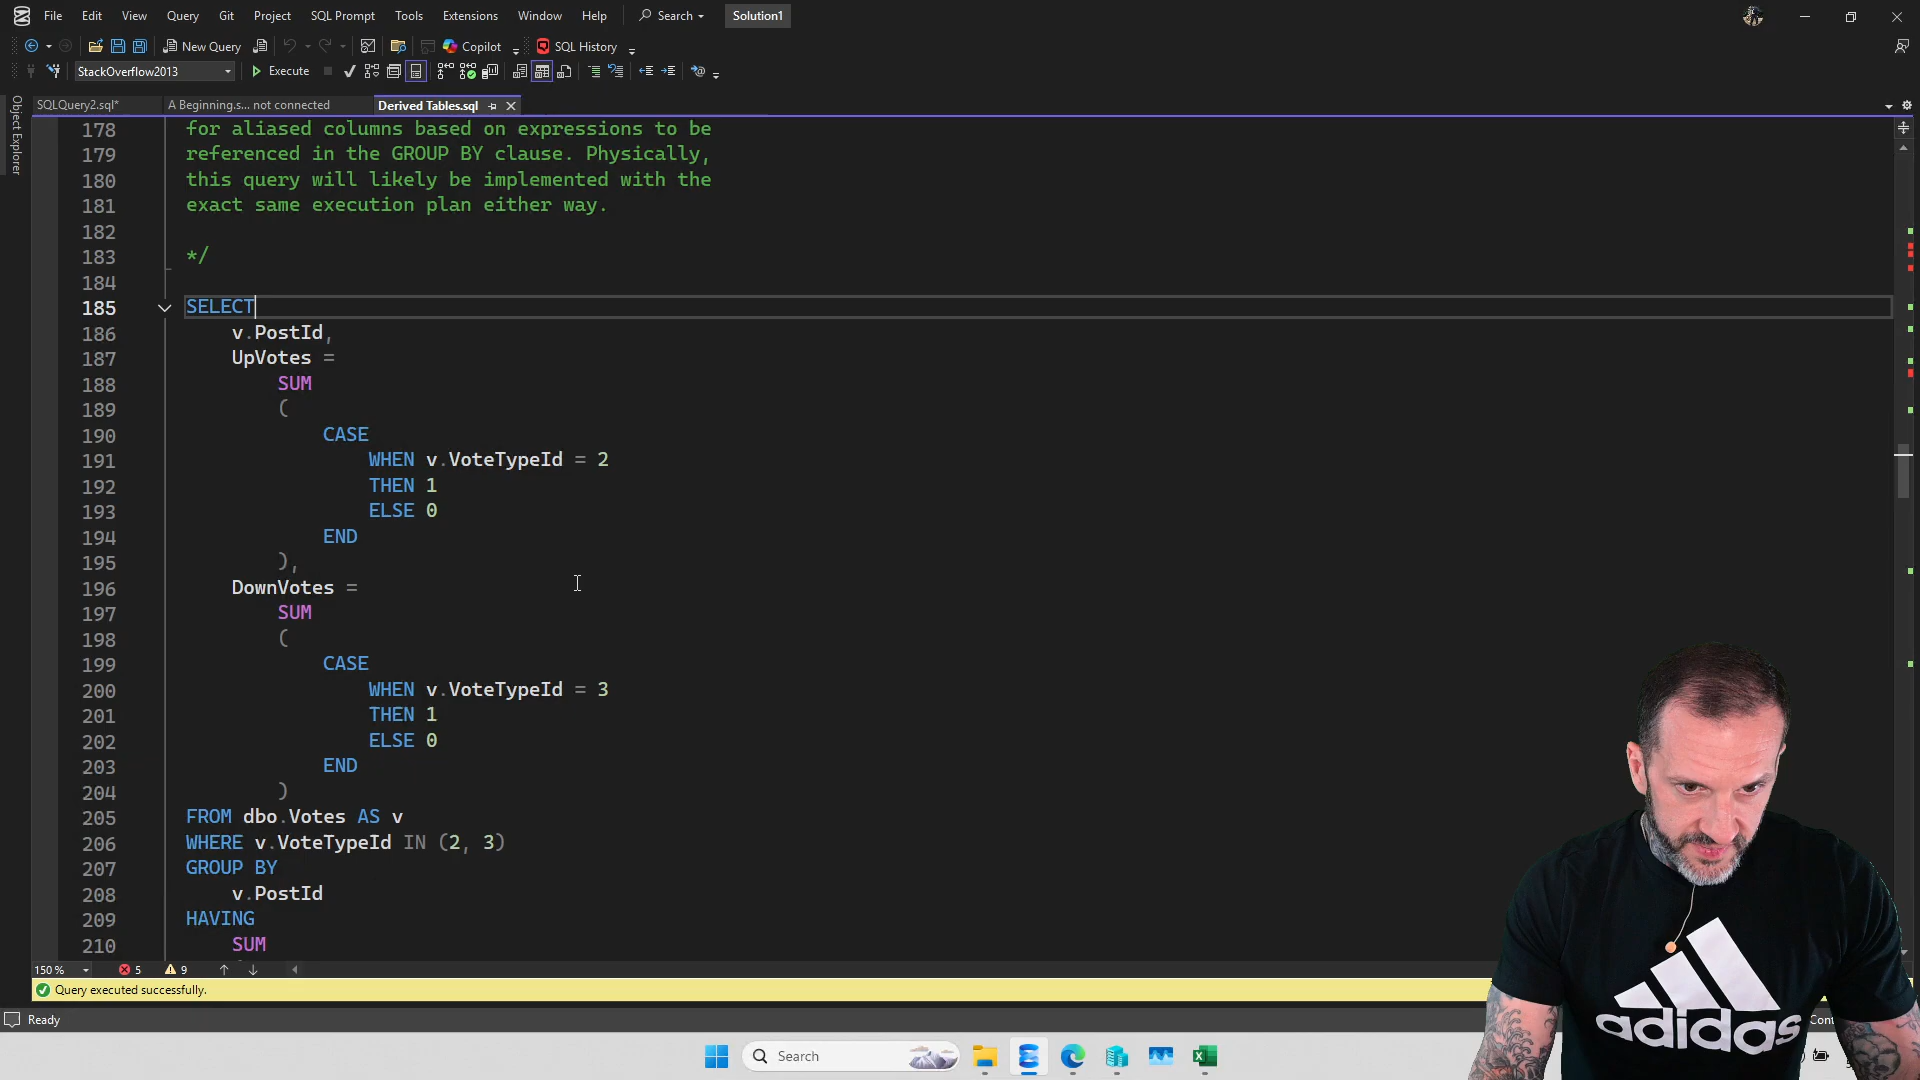 File Edit View Query Git Project SQL Prompt Tools Extensions Window Help Search Solution1
New Query Copilot SQL History
StackOverflow2013 Execute
SQLQuery2.sql* A Beginning.s... not connected Derived Tables.sql
Object Explorer
178 for aliased columns based on expressions to be
179 referenced in the GROUP BY clause. Physically,
180 this query will likely be implemented with the
181 exact same execution plan either way.
182
183 */
184
185 SELECT
186 v.PostId,
187 UpVotes =
188 SUM
189 (
190 CASE
191 WHEN v.VoteTypeId = 2
192 THEN 1
193 ELSE 0
194 END
195 ),
196 DownVotes =
197 SUM
198 (
199 CASE
200 WHEN v.VoteTypeId = 3
201 THEN 1
202 ELSE 0
203 END
204 )
205 FROM dbo.Votes AS v
206 WHERE v.VoteTypeId IN (2, 3)
207 GROUP BY
208 v.PostId
209 HAVING
210 SUM
150 % 5 9
Query executed successfully.
Ready
Search
adidas